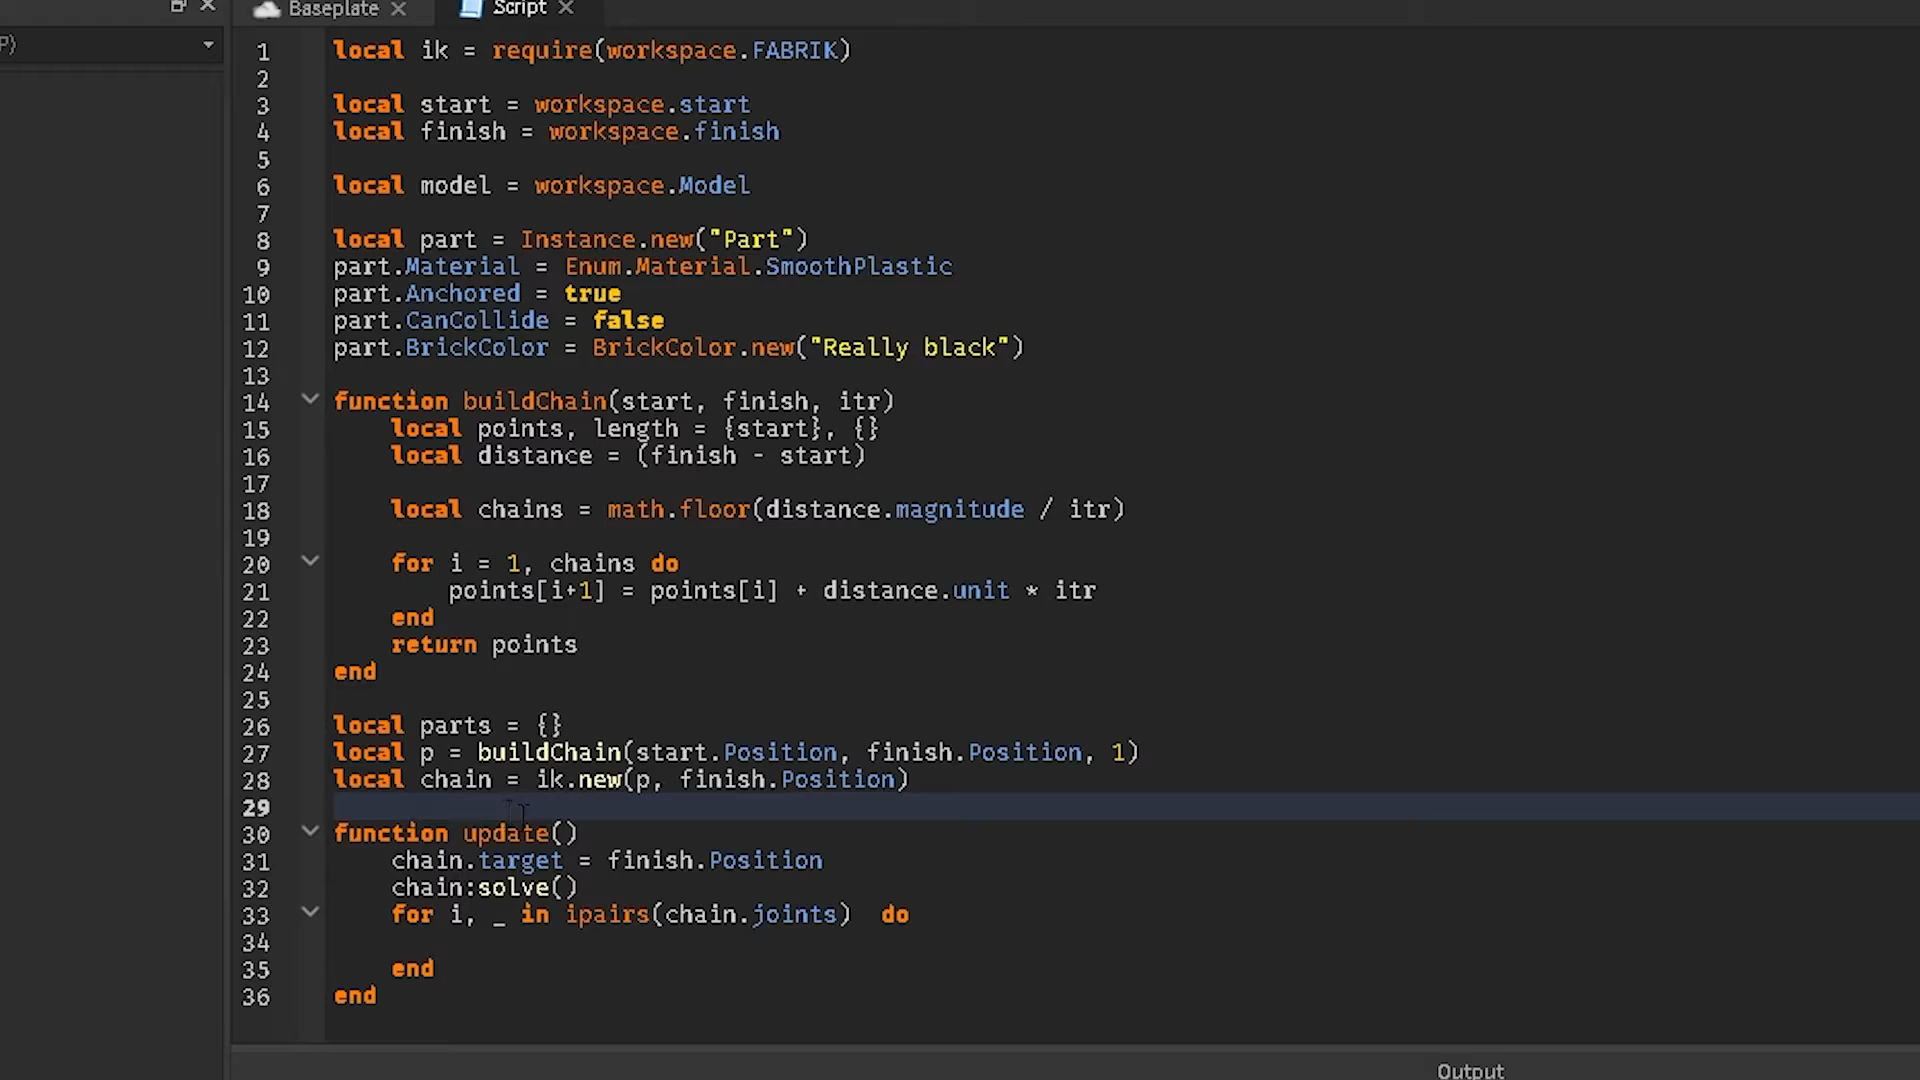 Baseplate
Script
P)
1 local ik = require(workspace.FABRIK)
2
3 local start = workspace.start
4 local finish = workspace.finish
5
6 local model = workspace.Model
7
8 local part = Instance.new("Part")
9 part.Material = Enum.Material.SmoothPlastic
10 part.Anchored = true
11 part.CanCollide = false
12 part.BrickColor = BrickColor.new("Really black")
13
14 function buildChain(start, finish, itr)
15 local points, length = {start}, {}
16 local distance = (finish - start)
17
18 local chains = math.floor(distance.magnitude / itr)
19
20 for i = 1, chains do
21 points[i+1] = points[i] + distance.unit * itr
22 end
23 return points
24 end
25
26 local parts = {}
27 local p = buildChain(start.Position, finish.Position, 1)
28 local chain = ik.new(p, finish.Position)
29
30 function update()
31 chain.target = finish.Position
32 chain:solve()
33 for i, _ in ipairs(chain.joints) do
34
35 end
36 end
Output